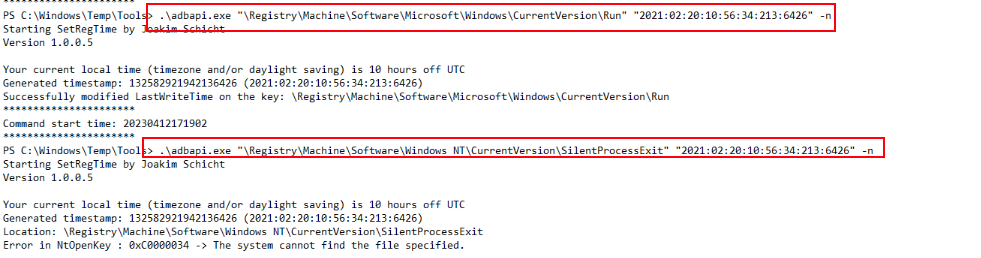 **********************
PS C:\Windows\Temp\Tools> .\adbapi.exe "\Registry\Machine\Software\Microsoft\Windows\CurrentVersion\Run" "2021:02:20:10:56:34:213:6426" -n
Starting SetRegTime by Joakim Schicht
Version 1.0.0.5
Your current local time (timezone and/or daylight saving) is 10 hours off UTC
Generated timestamp: 132582921942136426 (2021:02:20:10:56:34:213:6426)
Successfully modified LastWriteTime on the key: \Registry\Machine\Software\Microsoft\Windows\CurrentVersion\Run
**********************
Command start time: 20230412171902
**********************
PS C:\Windows\Temp\Tools> .\adbapi.exe "\Registry\Machine\Software\Windows NT\CurrentVersion\SilentProcessExit" "2021:02:20:10:56:34:213:6426" -n
Starting SetRegTime by Joakim Schicht
Version 1.0.0.5
Your current local time (timezone and/or daylight saving) is 10 hours off UTC
Generated timestamp: 132582921942136426 (2021:02:20:10:56:34:213:6426)
Location: \Registry\Machine\Software\Windows NT\CurrentVersion\SilentProcessExit
Error in NtOpenKey : 0xC0000034 -> The system cannot find the file specified.